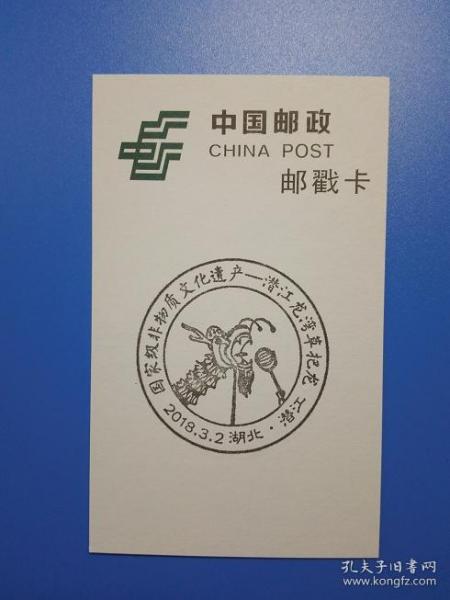 中国邮政
CHINA POST
邮戳卡
国家级非物质文化遗产—潜江龙湾草把龙
2018.3.2 湖北·潜江
孔夫子旧书网
www.kongfz.com